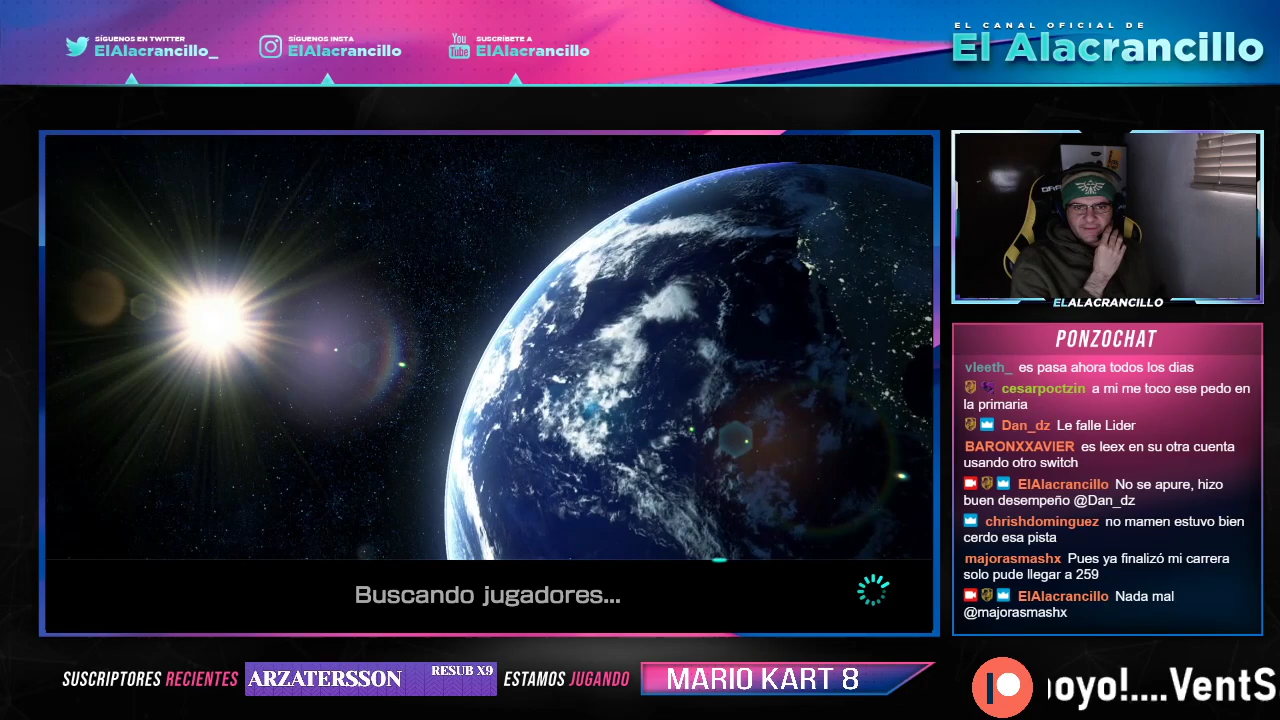 SÍGUENOS EN TWITTER
ElAlacrancillo_
SÍGUENOS INSTA
ElAlacrancillo
You
Tube
SUSCRÍBETE A
ElAlacrancillo
EL CANAL OFICIAL DE
El Alacrancillo
ELALACRANCILLO
PONZOCHAT
vleeth_ es pasa ahora todos los dias
cesarpoctzin a mi me toco ese pedo en
la primaria
Dan_dz Le falle Lider
BARONXXAVIER es leex en su otra cuenta
usando otro switch
ElAlacrancillo No se apure, hizo
buen desempeño @Dan_dz
chrishdominguez no mamen estuvo bien
cerdo esa pista
majorasmashx Pues ya finalizó mi carrera
solo pude llegar a 259
ElAlacrancillo Nada mal
@majorasmashx
Buscando jugadores...
SUSCRIPTORES RECIENTES
ARZATERSSON
RESUB X9
ESTAMOS JUGANDO
MARIO KART 8
oyo!....VentS